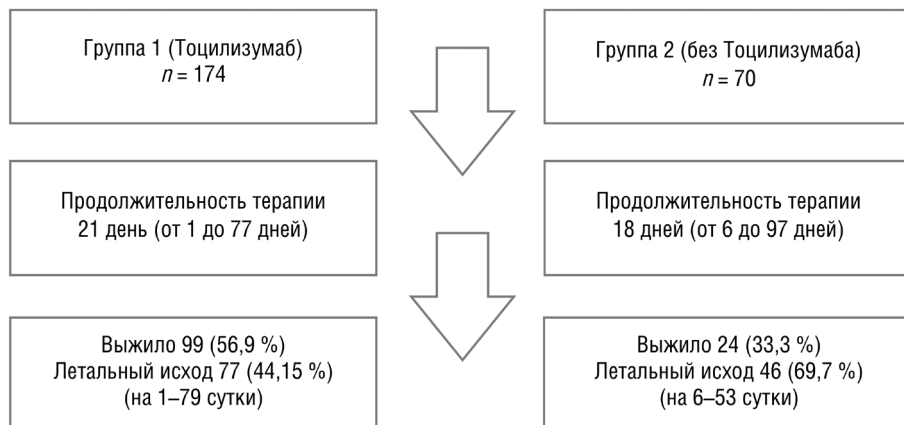 Группа 1 (Тоцилизумаб)
n = 174
Группа 2 (без Тоцилизумаба)
n = 70
Продолжительность терапии
21 день (от 1 до 77 дней)
Продолжительность терапии
18 дней (от 6 до 97 дней)
Выжило 99 (56,9 %)
Летальный исход 77 (44,15 %)
(на 1–79 сутки)
Выжило 24 (33,3 %)
Летальный исход 46 (69,7 %)
(на 6–53 сутки)